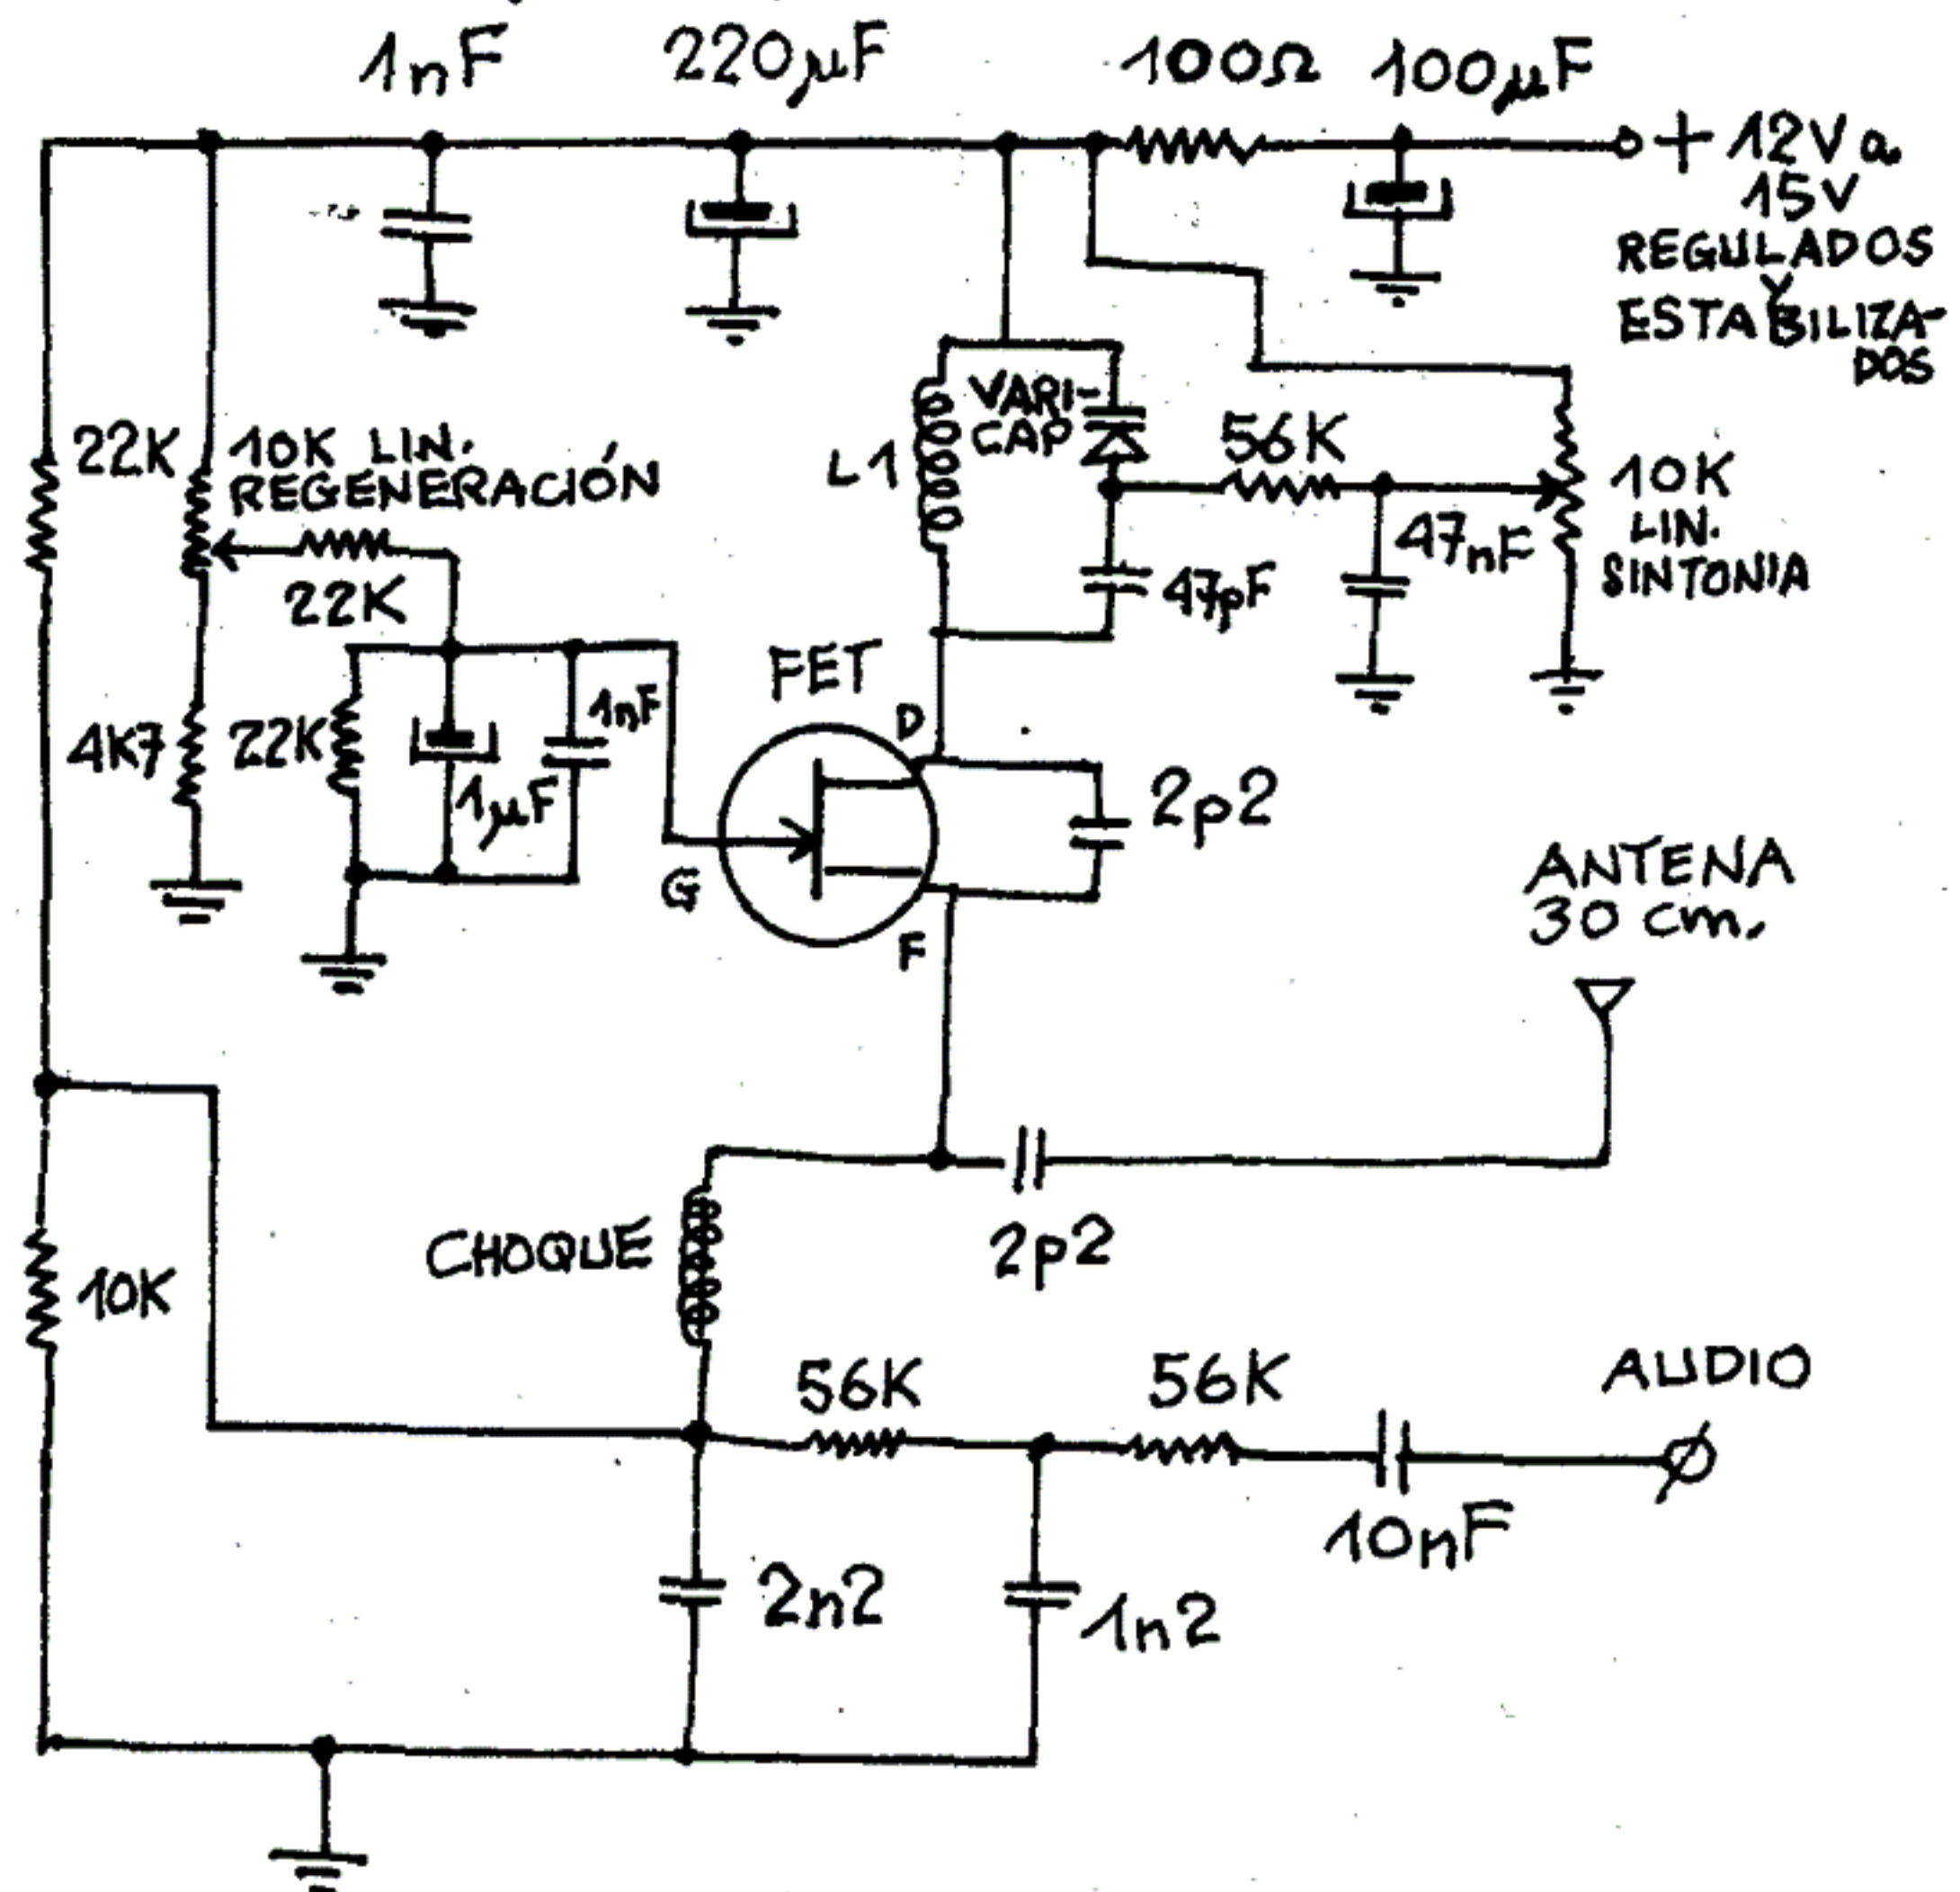 1nF
220µF
100Ω
100µF
+ 12V a
15V
REGULADOS
Y
ESTABILIZA-
DOS
22K
10K LIN.
REGENERACIÓN
22K
VARI-
CAP
L1
56K
10K
LIN.
SINTONIA
47nF
47pF
4K7
22K
1µF
1nF
FET
D
G
F
2p2
ANTENA
30 cm.
CHOQUE
2p2
10K
56K
56K
AUDIO
10nF
2n2
1n2